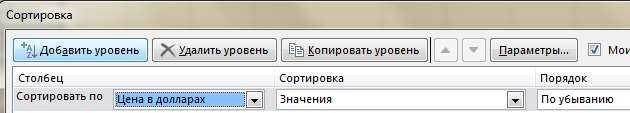 Сортировка
Добавить уровень Удалить уровень Копировать уровень Параметры... Мои
Столбец Сортировка Порядок
Сортировать по Цена в долларах Значения По убыванию